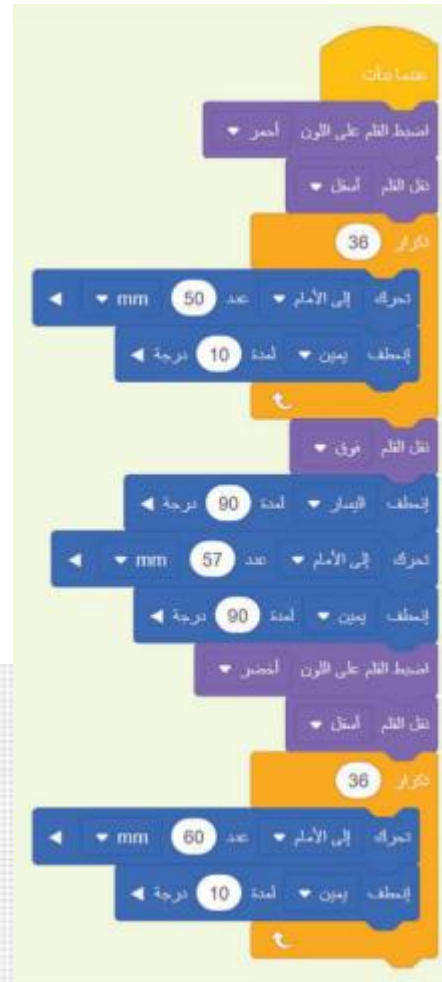 عندما بدأت
اضبط القلم على اللون أحمر
نقل القلم أسفل
تكرار 36
تحرك إلى الأمام عدد 50 mm
إنعطف يمين لمدة 10 درجة
نقل القلم فوق
إنعطف اليسار لمدة 90 درجة
تحرك إلى الأمام عدد 57 mm
إنعطف يمين لمدة 90 درجة
اضبط القلم على اللون أخضر
نقل القلم أسفل
تكرار 36
تحرك إلى الأمام عدد 60 mm
إنعطف يمين لمدة 10 درجة